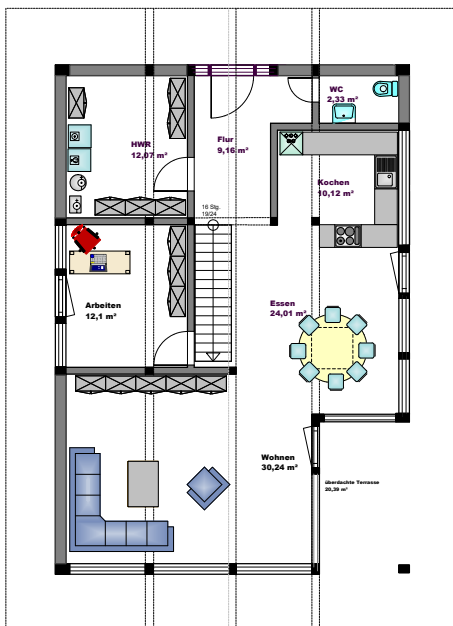 WC
2,33 m²
HWR
12,07 m²
Flur
9,16 m²
Kochen
10,12 m²
16 Stg.
19/24
Arbeiten
12,1 m²
Essen
24,01 m²
Wohnen
30,24 m²
überdachte Terrasse
20,39 m²